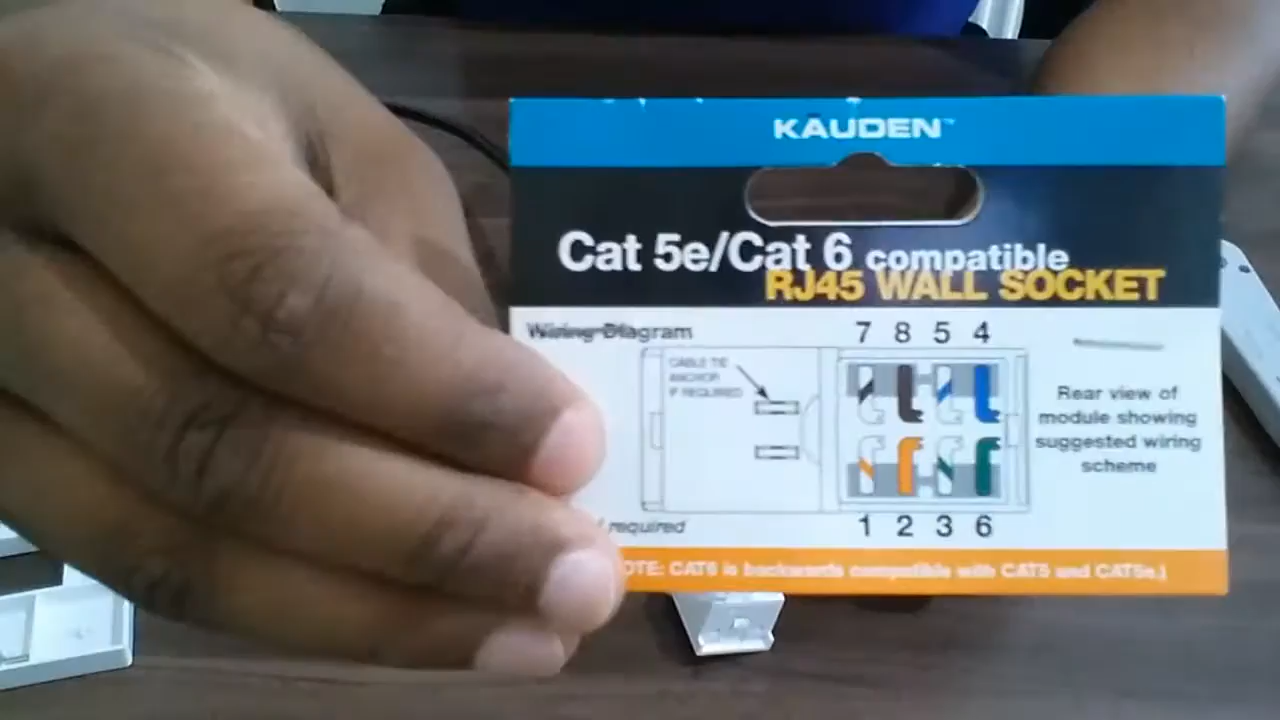 KAUDEN™
Cat 5e/Cat 6 compatible
RJ45 WALL SOCKET
Wiring Diagram
7 8 5 4
CABLE TIE
ANCHOR
IF REQUIRED
Rear view of
module showing
suggested wiring
scheme
1 2 3 6
required
OTE: CAT6 is backwards compatible with CAT5 and CAT5e.)